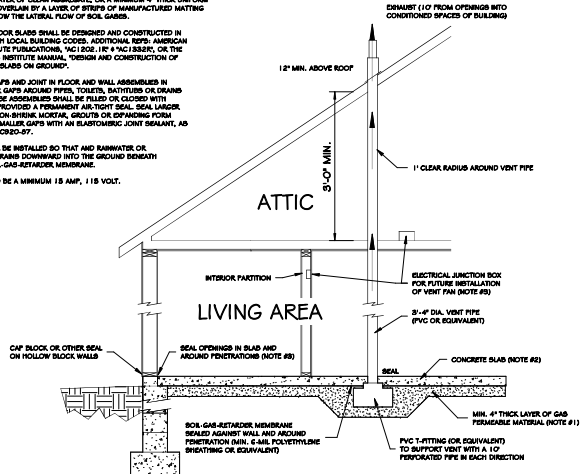 OVERLAIN BY A LAYER OF STRIPS OF MANUFACTURED MATTING
OW THE LATERAL FLOW OF SOIL GASES.
OOR SLABS SHALL BE DESIGNED AND CONSTRUCTED IN
H LOCAL BUILDING CODES. ADDITIONAL REFS: AMERICAN
UTE PUBLICATIONS, "AC1202.1R" & "AC1332R", OR THE
INSTITUTE MANUAL, "DESIGN AND CONSTRUCTION OF
SLABS ON GROUND".
APS AND JOINT IN FLOOR AND WALL ASSEMBLIES IN
GAPS AROUND PIPES, TOILETS, BATHTUBS OR DRAINS
SE ASSEMBLIES SHALL BE FILLED OR CLOSED WITH
PROVIDED A PERMANENT AIR-TIGHT SEAL. SEAL LARGER
ON-SHRINK MORTAR, GROUTS OR EXPANDING FORM
MALLER GAPS WITH AN ELASTOMERIC JOINT SEALANT, AS
C920-87.
BE INSTALLED SO THAT AND RAINWATER OR
RAINS DOWNWARD INTO THE GROUND BENEATH
L-GAS-RETARDER MEMBRANE.
BE A MINIMUM 15 AMP, 115 VOLT.
EXHAUST (10' FROM OPENINGS INTO
CONDITIONED SPACES OF BUILDING)
12" MIN. ABOVE ROOF
3'-0" MIN.
1' CLEAR RADIUS AROUND VENT PIPE
ATTIC
INTERIOR PARTITION
ELECTRICAL JUNCTION BOX
FOR FUTURE INSTALLATION
OF VENT FAN (NOTE #5)
LIVING AREA
3'-4" DIA. VENT PIPE
(PVC OR EQUIVALENT)
CAP BLOCK OR OTHER SEAL
ON HOLLOW BLOCK WALLS
SEAL OPENINGS IN SLAB AND
AROUND PENETRATIONS (NOTE #3)
SEAL
CONCRETE SLAB (NOTE #2)
SOIL-GAS-RETARDER MEMBRANE
SEALED AGAINST WALL AND AROUND
PENETRATION (MIN. 6-MIL POLYETHYLENE
SHEATHING OR EQUIVALENT)
MIN. 4" THICK LAYER OF GAS
PERMEABLE MATERIAL (NOTE #1)
PVC T-FITTING (OR EQUIVALENT)
TO SUPPORT VENT WITH A 10'
PERFORATED PIPE IN EACH DIRECTION